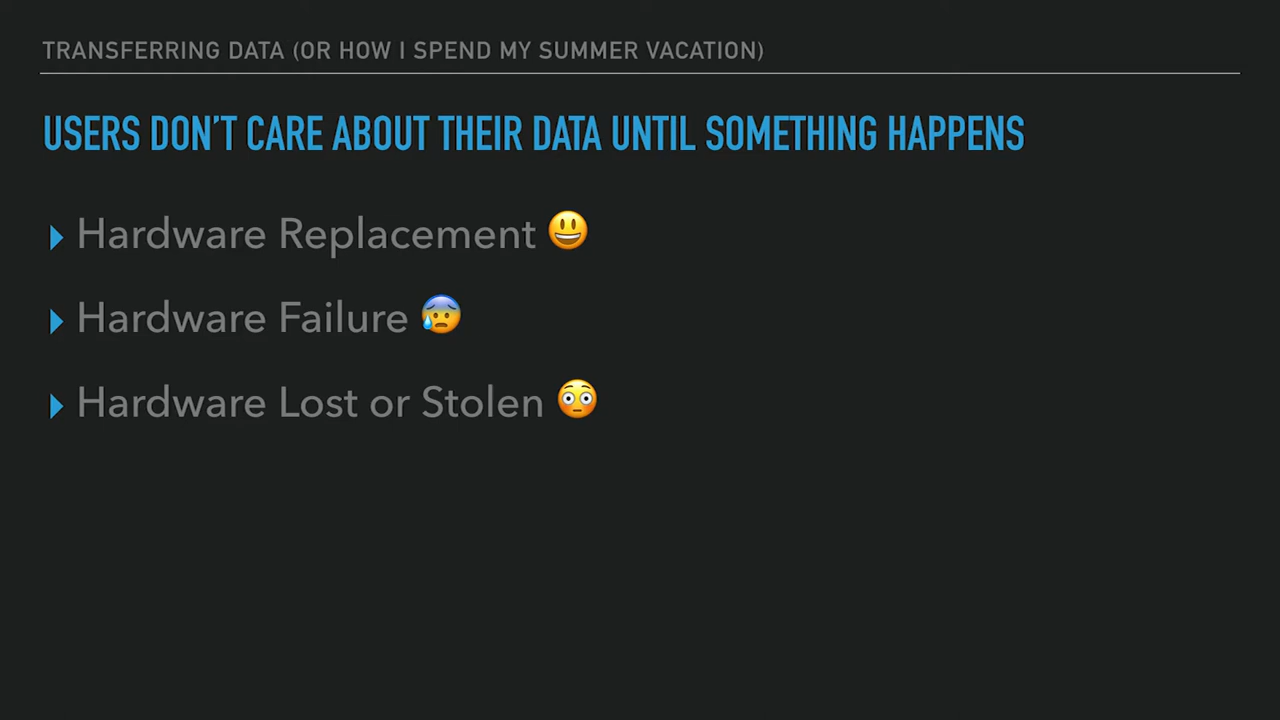 TRANSFERRING DATA (OR HOW I SPEND MY SUMMER VACATION)
USERS DON'T CARE ABOUT THEIR DATA UNTIL SOMETHING HAPPENS
Hardware Replacement 😃
Hardware Failure 😰
Hardware Lost or Stolen 😳